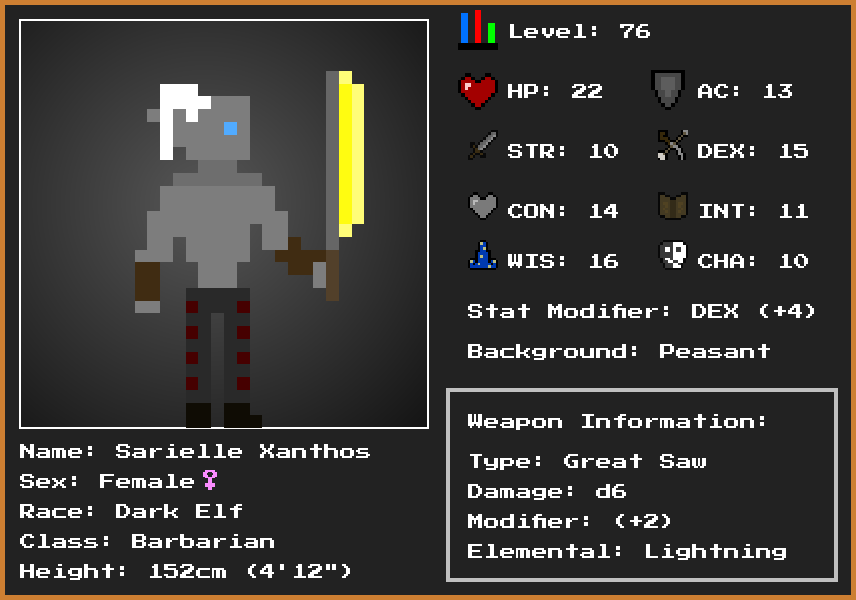 Level: 76
HP: 22 AC: 13
STR: 10 DEX: 15
CON: 14 INT: 11
WIS: 16 CHA: 10
Stat Modifier: DEX (+4)
Background: Peasant
Weapon Information:
Type: Great Saw
Damage: d6
Modifier: (+2)
Elemental: Lightning
Name: Sarielle Xanthos
Sex: Female♀
Race: Dark Elf
Class: Barbarian
Height: 152cm (4'12")